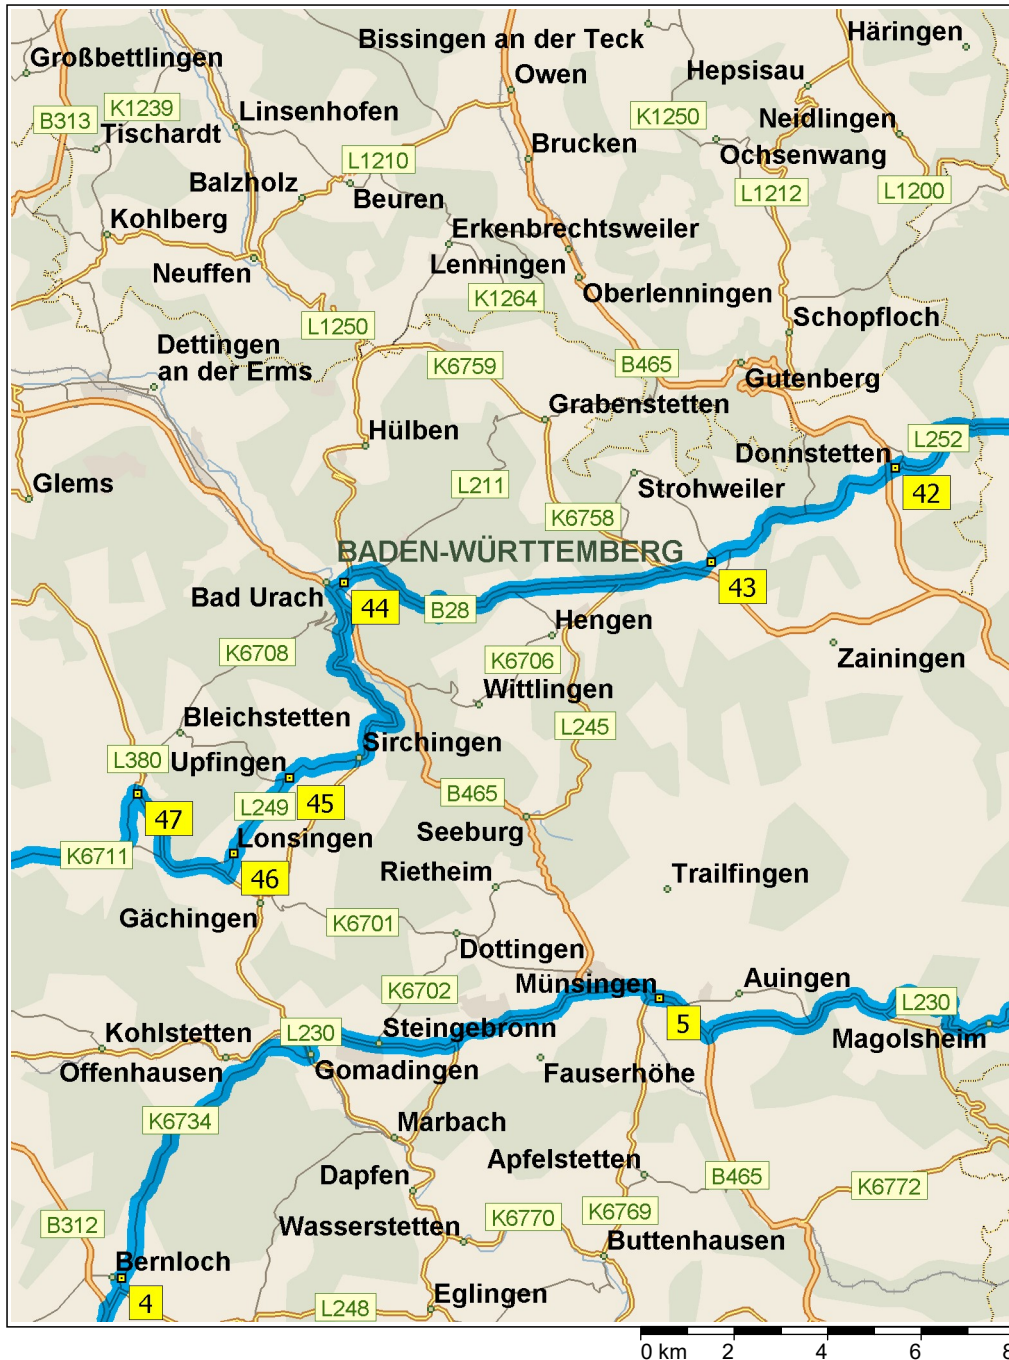 Bissingen an der Teck
Häringen
Großbettlingen
Owen
Hepsisau
K1239
B313
Linsenhofen
K1250
Neidlingen
Tischardt
Brucken
Ochsenwang
L1210
Balzholz
Beuren
L1212
L1200
Kohlberg
Erkenbrechtsweiler
Neuffen
Lenningen
Oberlenningen
K1264
L1250
Schopfloch
Dettingen
an der Erms
K6759
B465
Gutenberg
Grabenstetten
Hülben
L252
Donnstetten
Glems
L211
Strohweiler
42
K6758
BADEN-WÜRTTEMBERG
43
Bad Urach
44
B28
Hengen
K6708
K6706
Zainingen
Wittlingen
Bleichstetten
L245
Sirchingen
L380
Upfingen
B465
47
L249
45
Seeburg
Lonsingen
K6711
46
Rietheim
Trailfingen
Gächingen
K6701
Dottingen
Münsingen
Auingen
K6702
L230
5
Kohlstetten
L230
Steingebronn
Magolsheim
Offenhausen
Gomadingen
Fauserhöhe
K6734
Marbach
Apfelstetten
Dapfen
B465
K6772
B312
Wasserstetten
K6770
K6769
Buttenhausen
Bernloch
4
L248
Eglingen
0 km 2 4 6 8